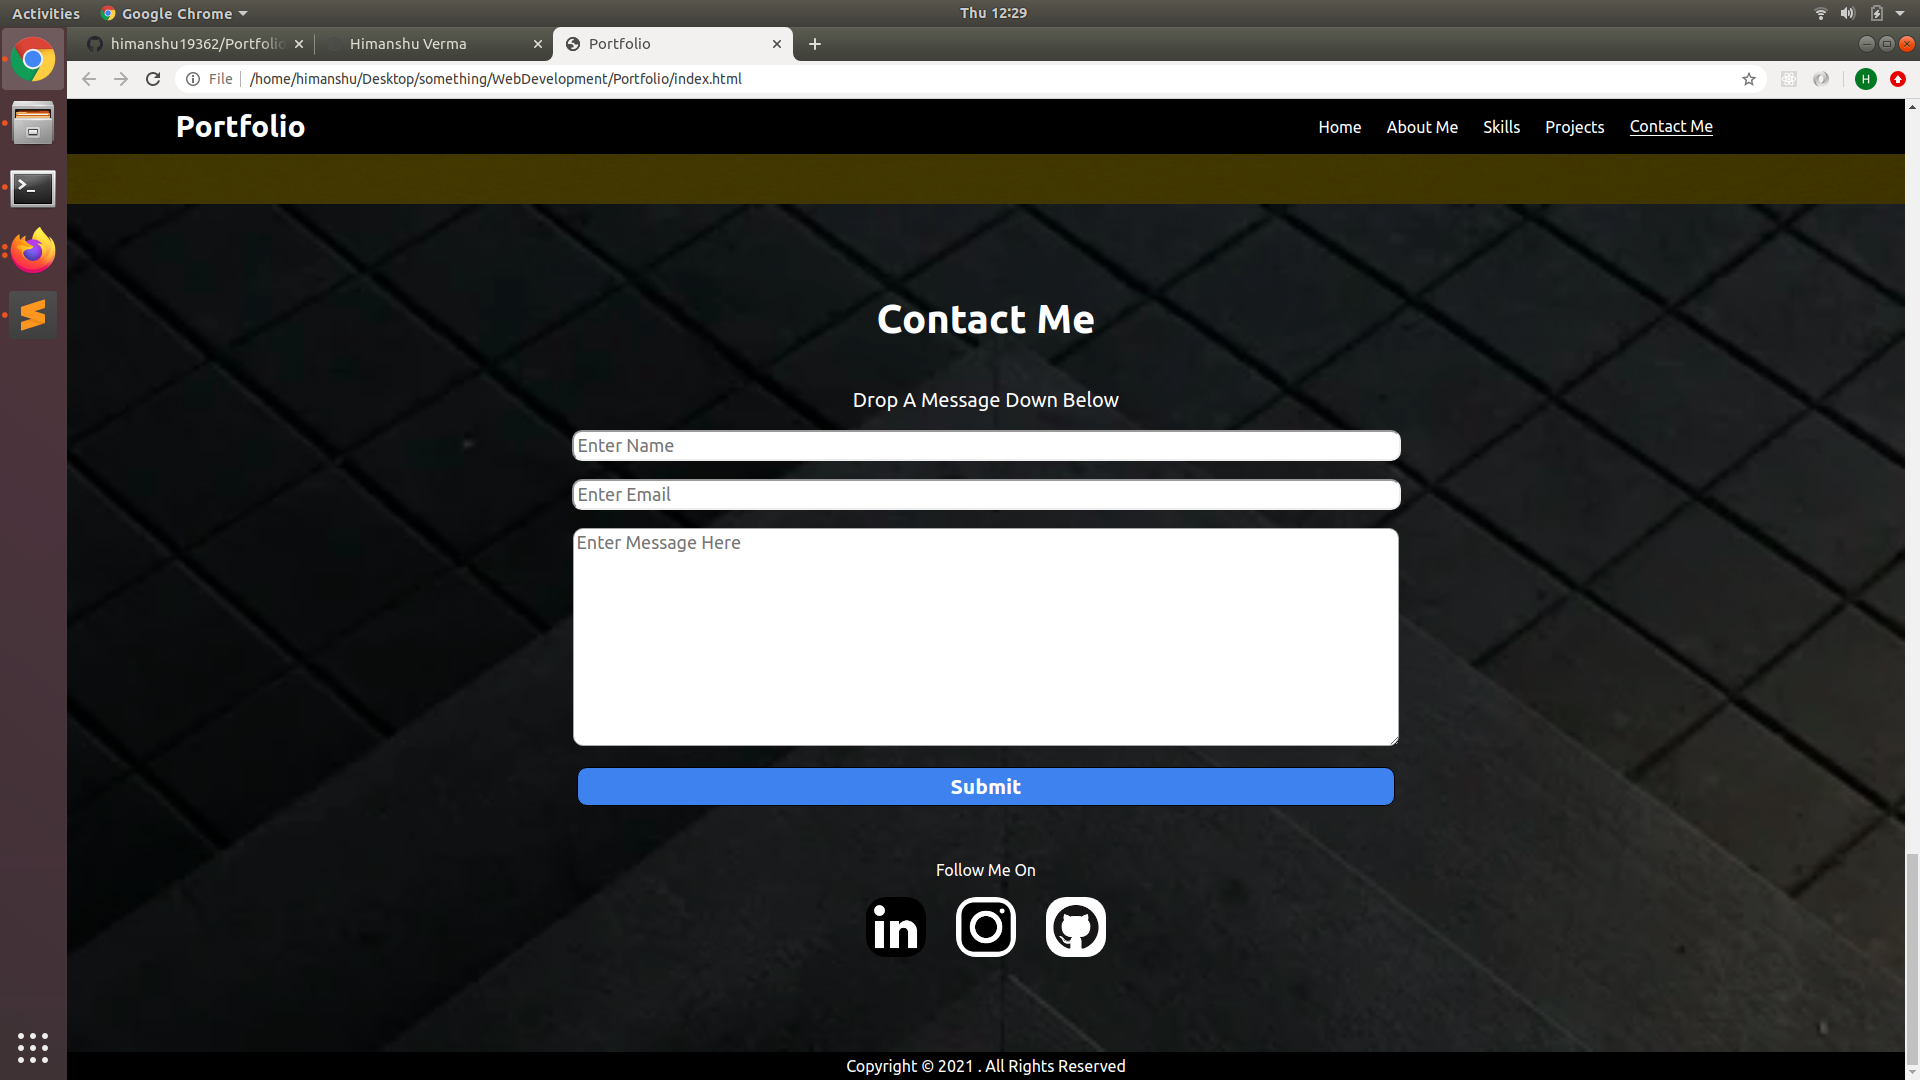 Activities Google Chrome Thu 12:29
himanshu19362/Portfolio Himanshu Verma Portfolio
File /home/himanshu/Desktop/something/WebDevelopment/Portfolio/index.html H
Portfolio Home About Me Skills Projects Contact Me
Contact Me
Drop A Message Down Below
Enter Name
Enter Email
Enter Message Here
Submit
Follow Me On
in
Copyright © 2021 . All Rights Reserved